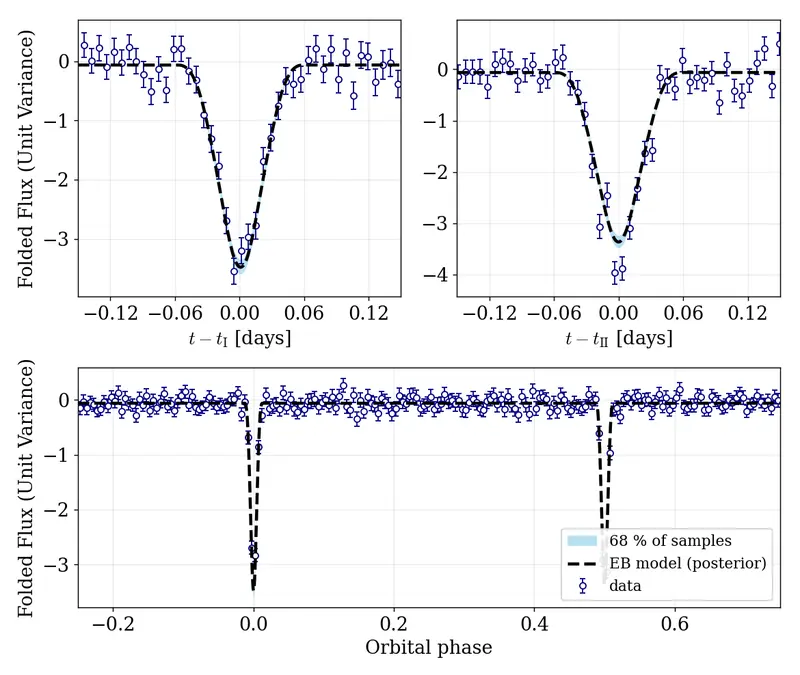 Folded Flux (Unit Variance)
0
−1
−2
−3
−0.12 −0.06 0.00 0.06 0.12
t − tI [days]
0
−1
−2
−3
−4
−0.12 −0.06 0.00 0.06 0.12
t − tII [days]
Folded Flux (Unit Variance)
0
−1
−2
−3
68 % of samples
EB model (posterior)
data
−0.2 0.0 0.2 0.4 0.6
Orbital phase